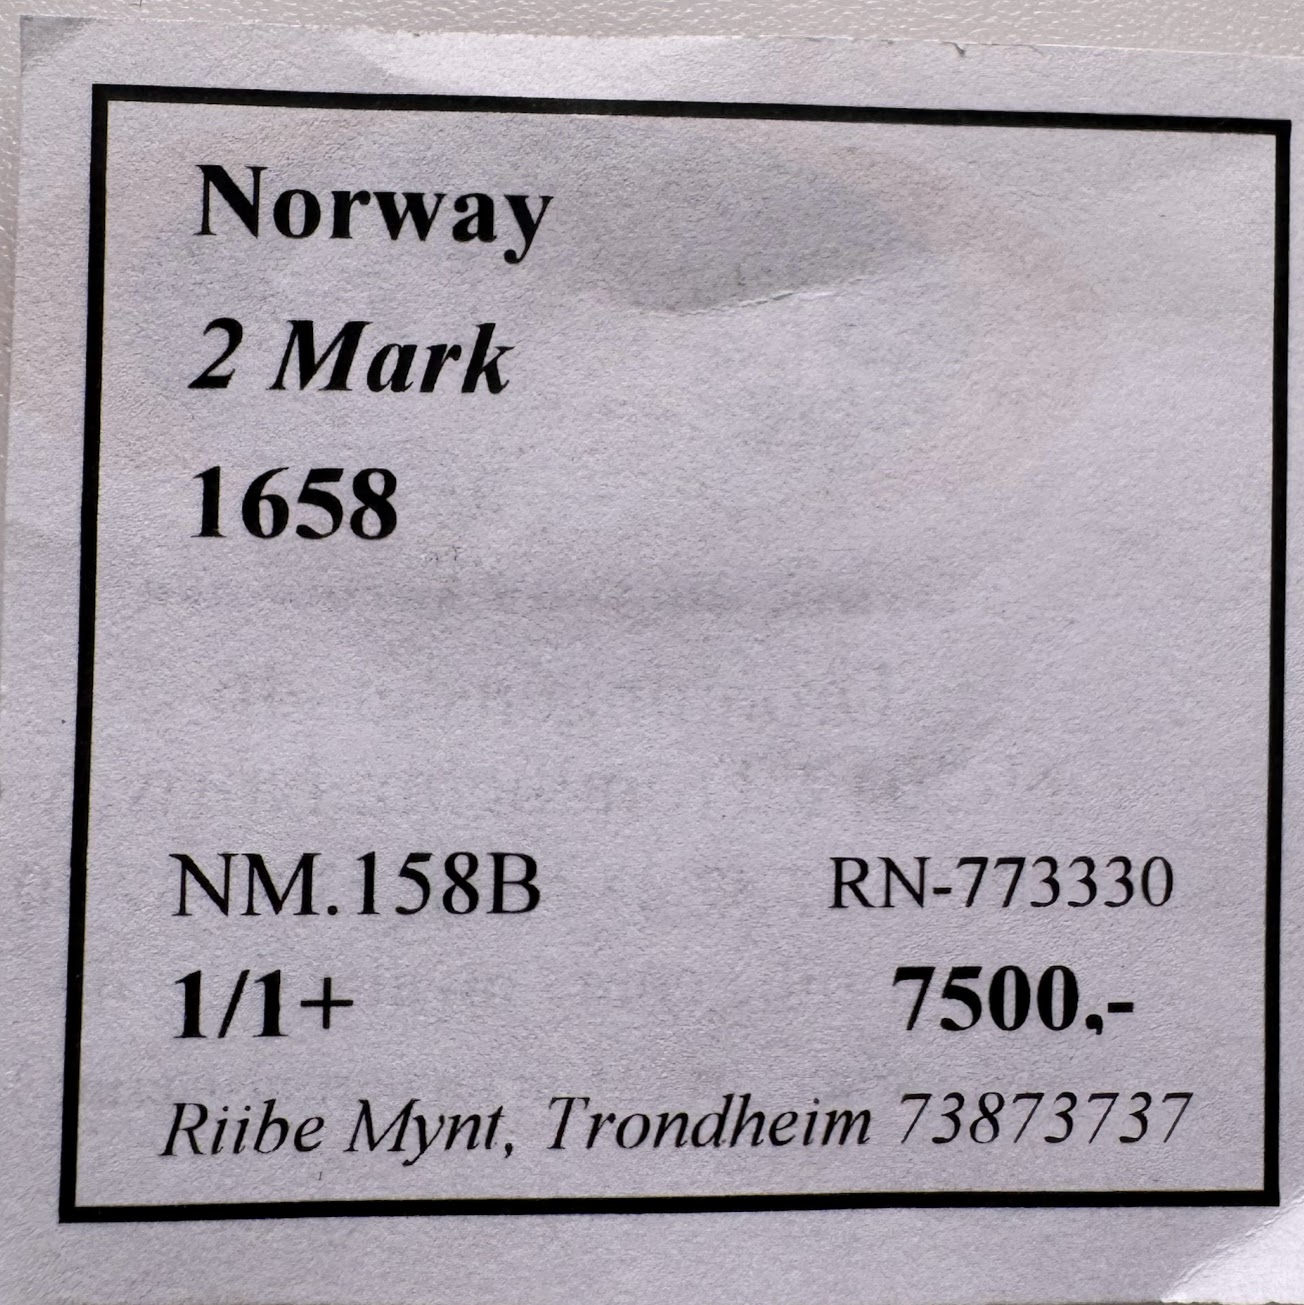 Norway
2 Mark
1658
NM.158B RN-773330
1/1+ 7500,-
Riibe Mynt, Trondheim 73873737